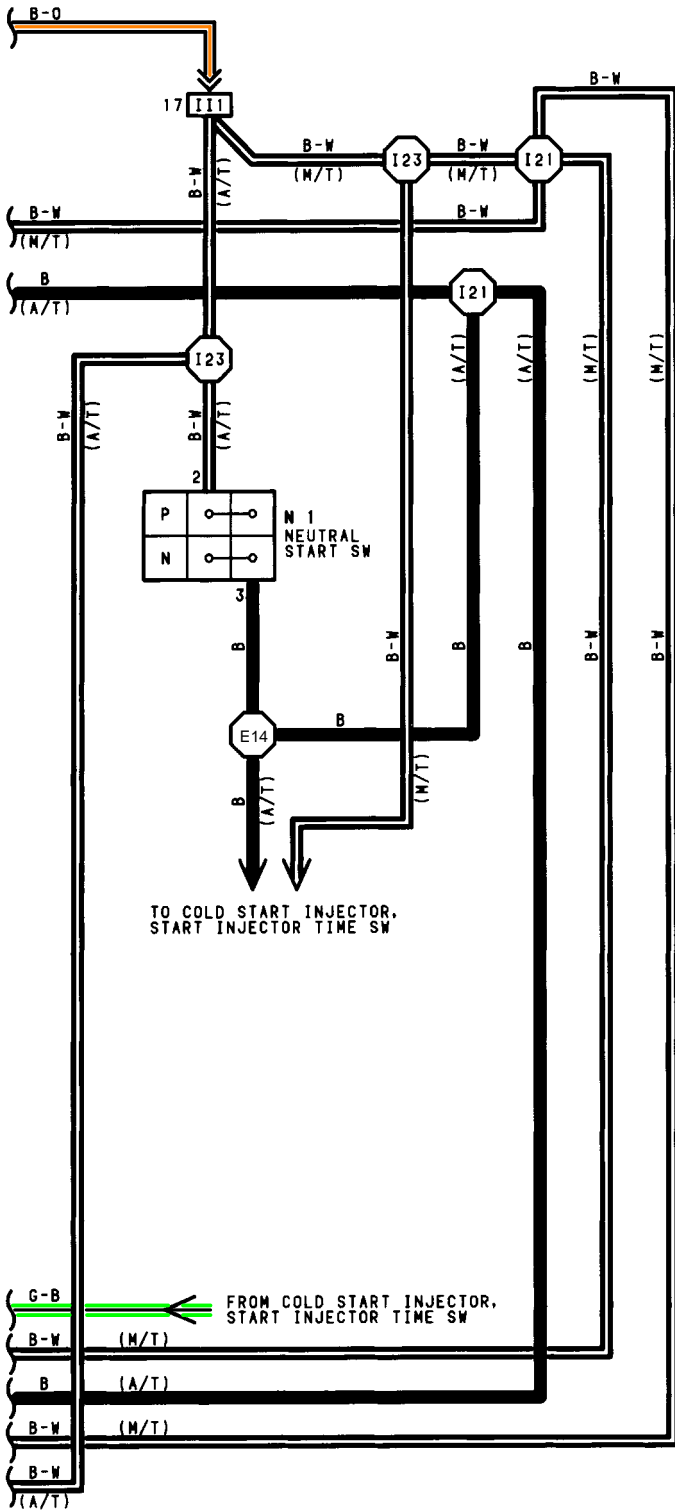 B-O
17 II1
B-W
(A/T)
B-W
(M/T)
I23
B-W
(M/T)
I21
B-W
B-W
(M/T)
B-W
B
(A/T)
I21
(A/T)
(A/T)
(M/T)
(M/T)
I23
B-W
(A/T)
B-W
(A/T)
2
P
N
N 1
NEUTRAL
START SW
3
B
B-W
B
B
B-W
B-W
E14
B
B
(A/T)
(M/T)
TO COLD START INJECTOR,
START INJECTOR TIME SW
G-B
FROM COLD START INJECTOR,
START INJECTOR TIME SW
B-W
(M/T)
B
(A/T)
B-W
(M/T)
B-W
(A/T)